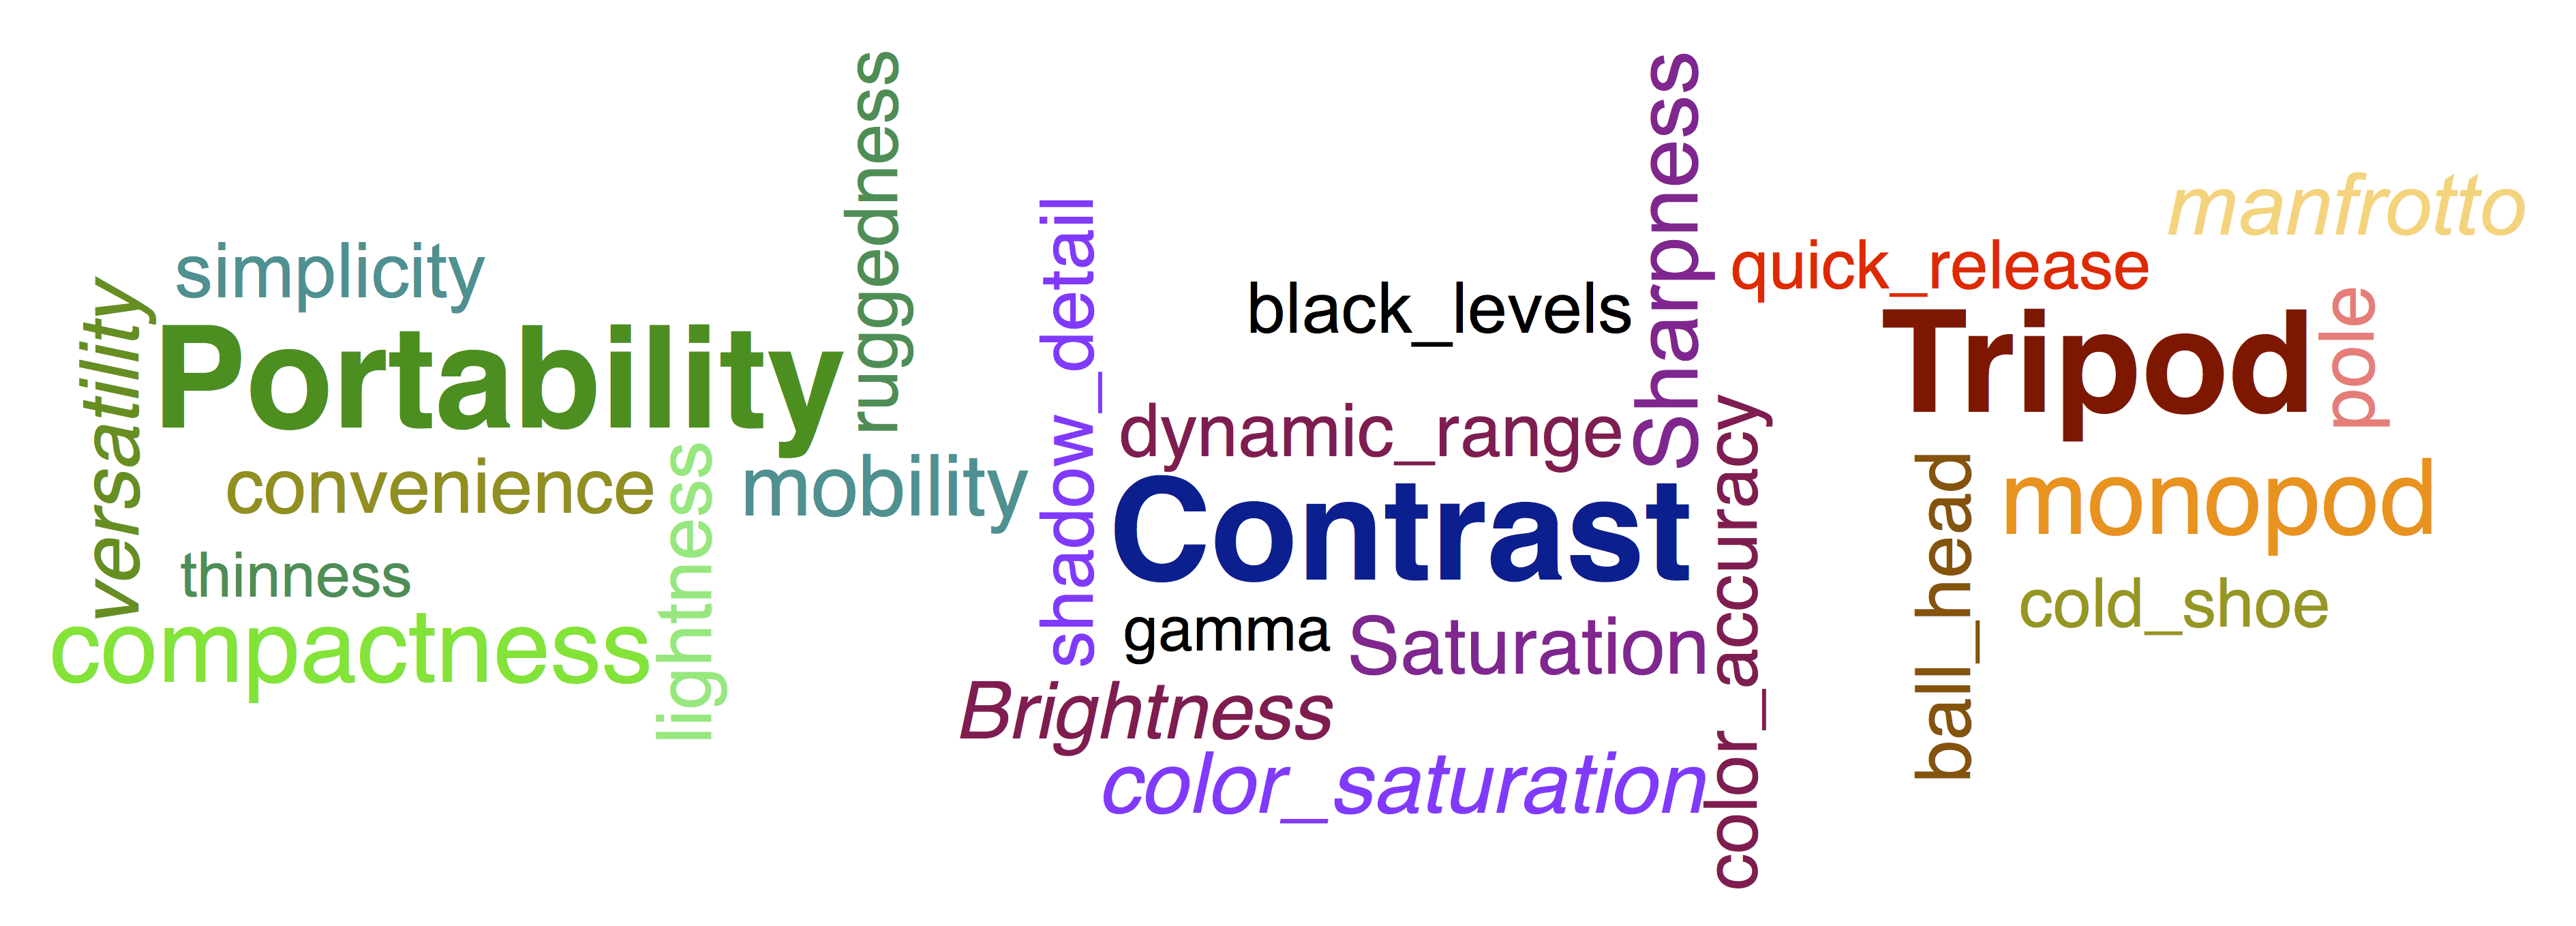 simplicity
versatility
Portability
ruggedness
convenience
lightness
mobility
thinness
compactness
shadow_detail
black_levels
Sharpness
dynamic_range
Contrast
color_accuracy
gamma
Saturation
Brightness
color_saturation
manfrotto
quick_release
Tripod
pole
ball_head
monopod
cold_shoe